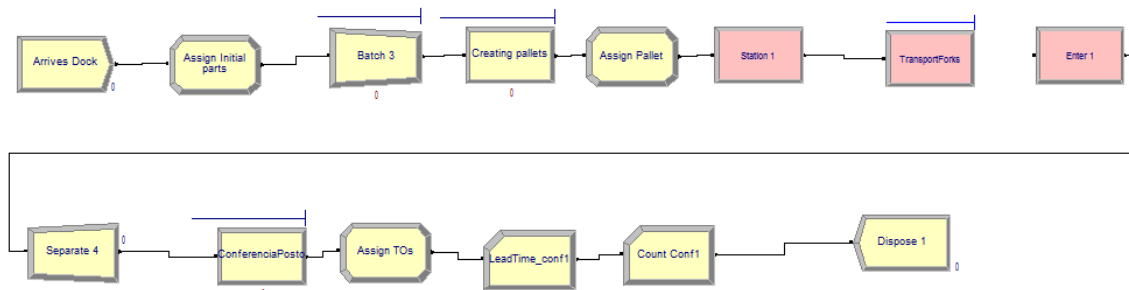 Arrives Dock
0
Assign Initial
parts
Batch 3
0
Creating pallets
0
Assign Pallet
Station 1
TransportForks
Enter 1
Separate 4
0
ConferenciaPosto
Assign TOs
LeadTime_conf1
Count Conf1
Dispose 1
0